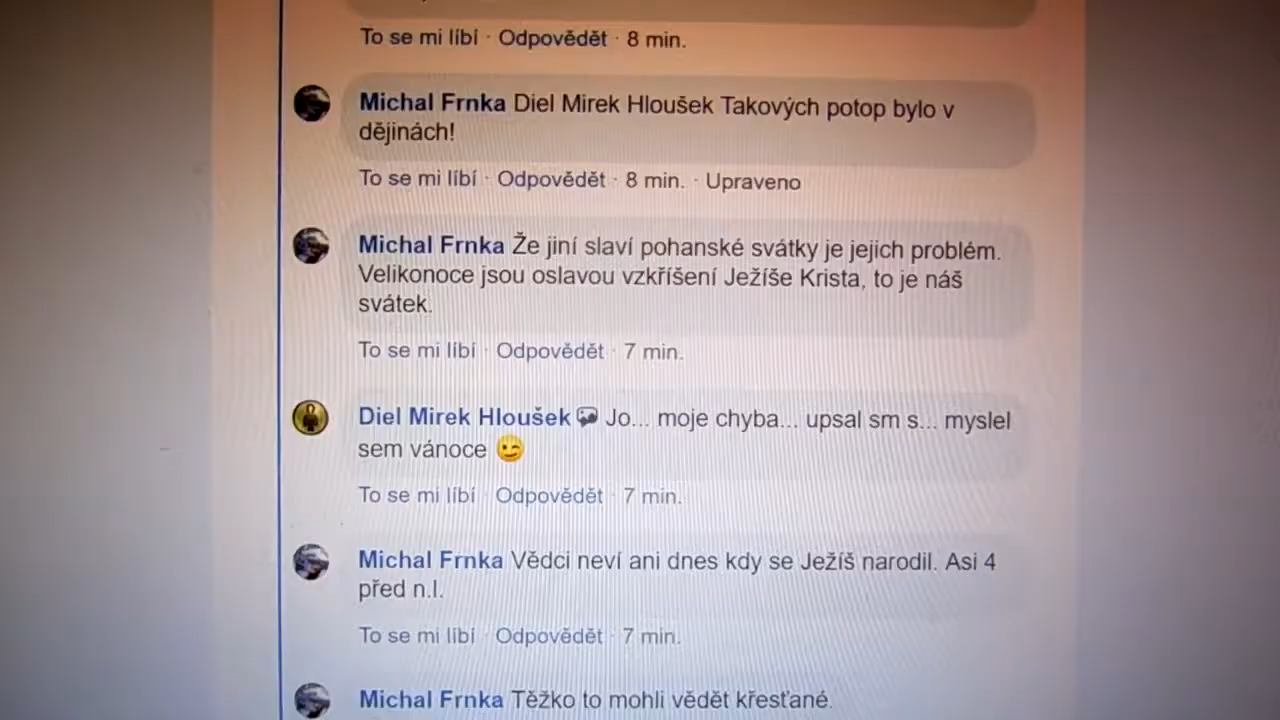 To se mi líbí · Odpovědět · 8 min.
Michal Frnka Diel Mirek Hloušek Takových potop bylo v
dějinách!
To se mi líbí · Odpovědět · 8 min. · Upraveno
Michal Frnka Že jiní slaví pohanské svátky je jejich problém.
Velikonoce jsou oslavou vzkříšení Ježíše Krista, to je náš
svátek.
To se mi líbí · Odpovědět · 7 min.
Diel Mirek Hloušek Jo... moje chyba... upsal sm s... myslel
sem vánoce 😉
To se mi líbí · Odpovědět · 7 min.
Michal Frnka Vědci neví ani dnes kdy se Ježíš narodil. Asi 4
před n.l.
To se mi líbí · Odpovědět · 7 min.
Michal Frnka Těžko to mohli vědět křesťané.